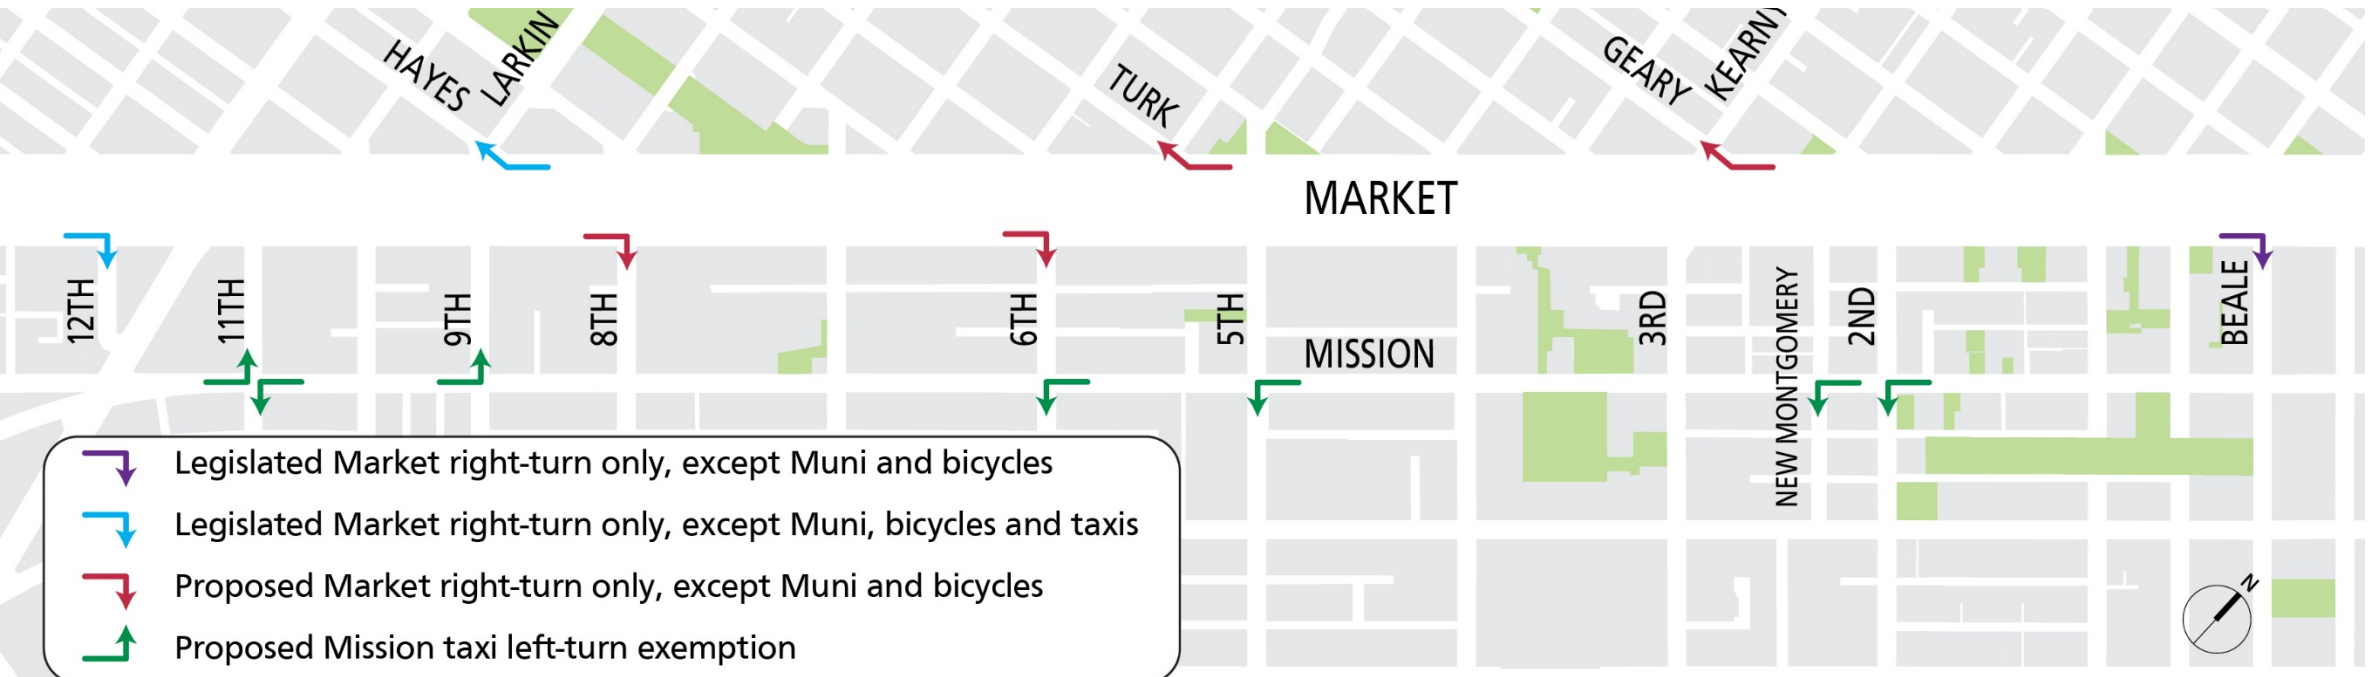 HAYES
LARKIN
TURK
GEARY
KEARNY
MARKET
12TH
11TH
9TH
8TH
6TH
5TH
MISSION
3RD
NEW MONTGOMERY
2ND
BEALE
Legislated Market right-turn only, except Muni and bicycles
Legislated Market right-turn only, except Muni, bicycles and taxis
Proposed Market right-turn only, except Muni and bicycles
Proposed Mission taxi left-turn exemption
N